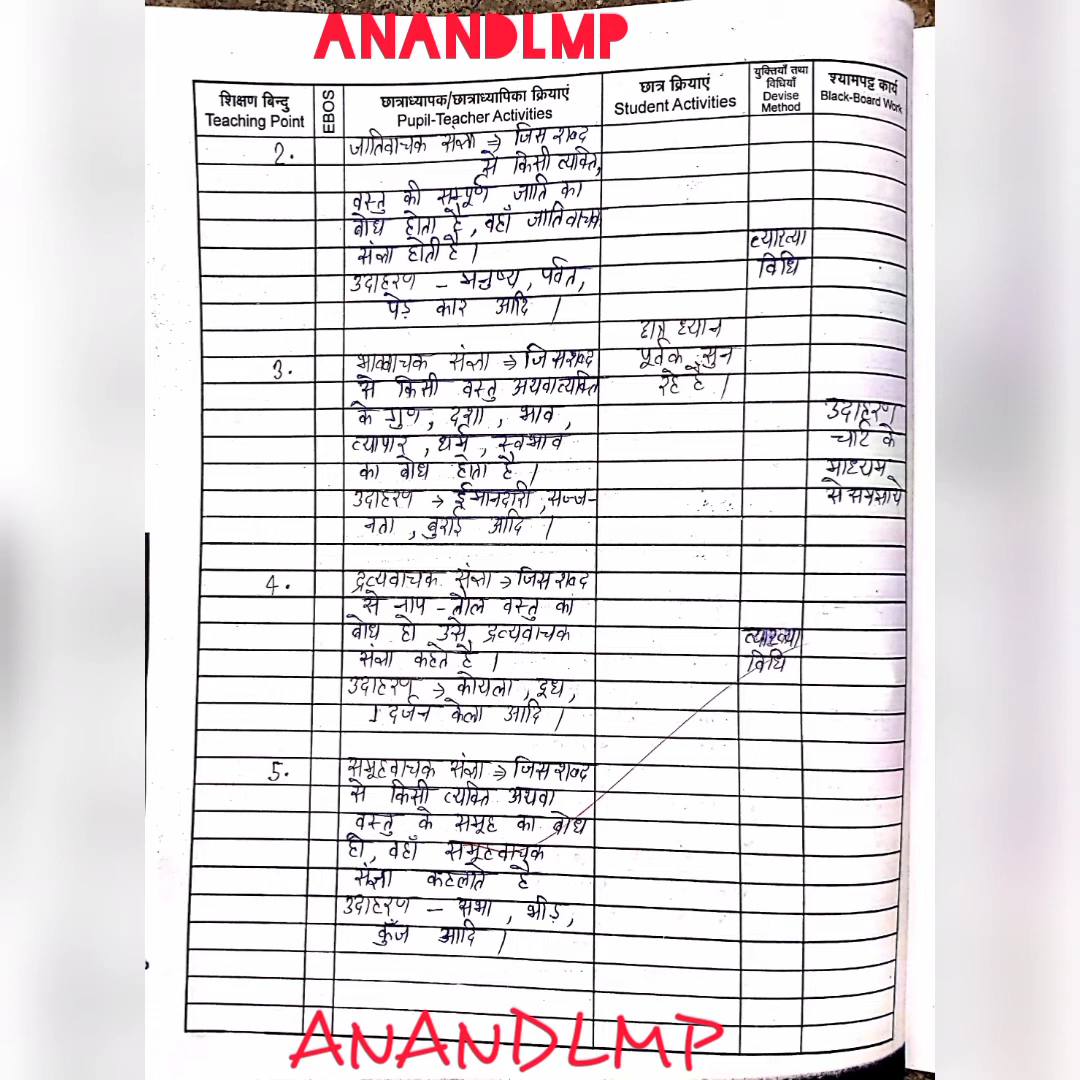 ANANDLMP
शिक्षण बिन्दु
Teaching Point
EBOS
छात्राध्यापक/छात्राध्यापिका क्रियाएं
Pupil-Teacher Activities
छात्र क्रियाएं
Student Activities
युक्तियाँ तथा
विधियाँ
Devise
Method
श्यामपट्ट कार्य
Black-Board Work
2.
जातिवाचक संज्ञा ⇒ जिस शब्द
से किसी व्यक्ति,
वस्तु की सम्पूर्ण जाति का
बोध होता है, वहाँ जातिवाचक
संज्ञा होती है।
उदाहरण – मनुष्य, पर्वत,
पेड़ कार आदि।
व्याख्या
विधि
छात्र ध्यान
पूर्वक सुन
रहे है।
3.
भाववाचक संज्ञा ⇒ जिस शब्द
से किसी वस्तु अथवा व्यक्ति
के गुण, दशा, भाव,
व्यापार, धर्म, स्वभाव
का बोध होता है।
उदाहरण → ईमानदारी, सज्ज-
नता, बुराई आदि।
उदाहरण
चार्ट के
माध्यम
से समझाये
4.
द्रव्यवाचक संज्ञा → जिस शब्द
से नाप – तौल वस्तु का
बोध हो उसे द्रव्यवाचक
संज्ञा कहते है।
उदाहरण → कोयला, दूध,
1 दर्जन केला आदि।
व्याख्या
विधि
5.
समूहवाचक संज्ञा ⇒ जिस शब्द
से किसी व्यक्ति अथवा
वस्तु के समूह का बोध
हो, वहाँ समूहवाचक
संज्ञा कहलाते है
उदाहरण – सभा, भीड़,
कुँज आदि।
ANANDLMP